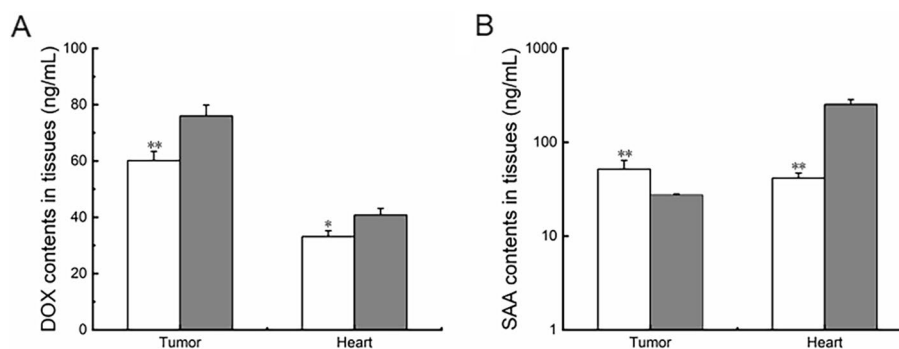 A
DOX contents in tissues (ng/mL)
100
80
60
40
20
0
**
*
Tumor
Heart
B
SAA contents in tissues (ng/mL)
1000
100
10
1
**
**
Tumor
Heart